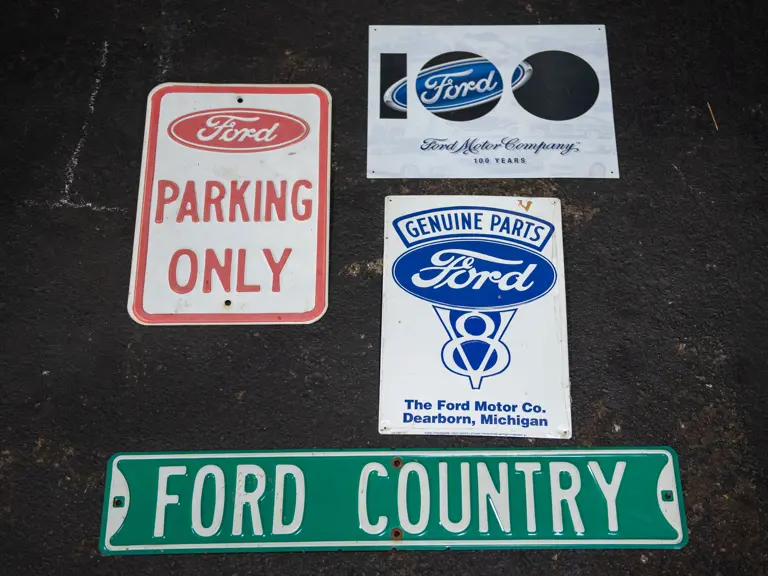 Ford
PARKING
ONLY
100
Ford
Ford Motor Company
100 YEARS
GENUINE PARTS
Ford
V8
The Ford Motor Co.
Dearborn, Michigan
FORD COUNTRY